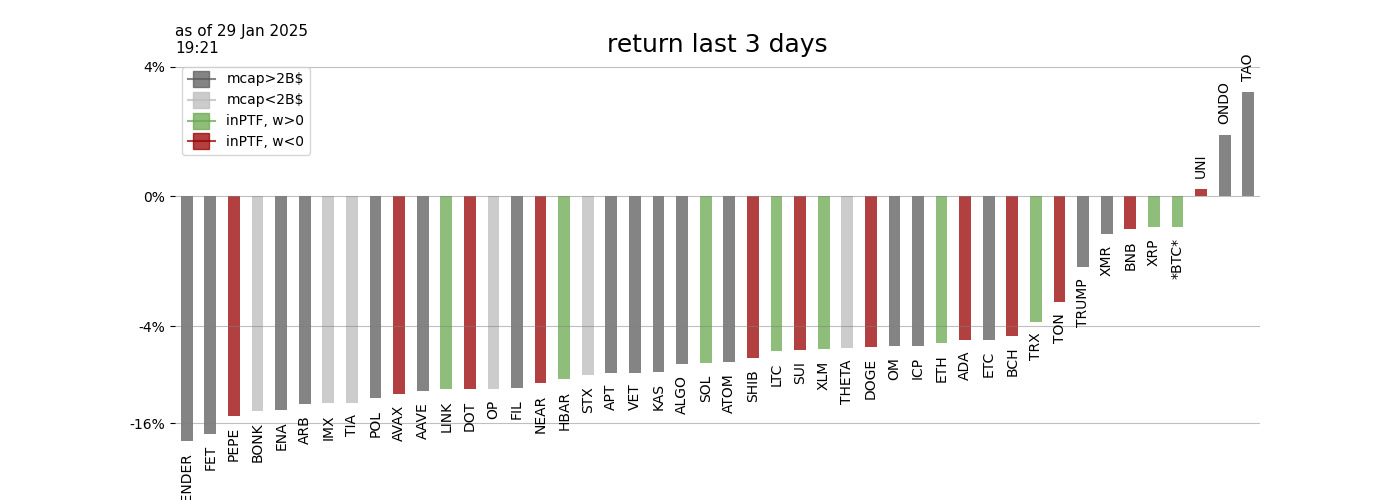 as of 29 Jan 2025
19:21
return last 3 days
4%
0%
-4%
-16%
mcap>2B$
mcap<2B$
inPTF, w>0
inPTF, w<0
ENDER
FET
PEPE
BONK
ENA
ARB
IMX
TIA
POL
AVAX
AAVE
LINK
DOT
OP
FIL
NEAR
HBAR
STX
APT
VET
KAS
ALGO
SOL
ATOM
SHIB
LTC
SUI
XLM
THETA
DOGE
OM
ICP
ETH
ADA
ETC
BCH
TRX
TON
TRUMP
XMR
BNB
XRP
*BTC*
UNI
ONDO
TAO